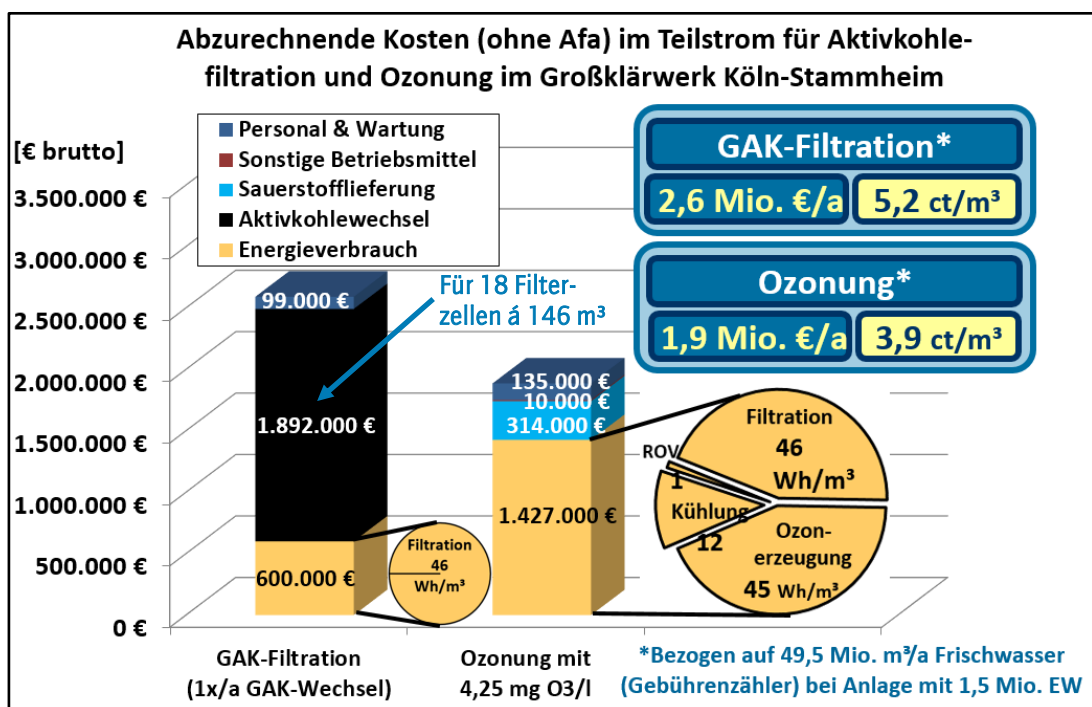 Abzurechnende Kosten (ohne Afa) im Teilstrom für Aktivkohle-
filtration und Ozonung im Großklärwerk Köln-Stammheim
[€ brutto]
3.500.000 €
3.000.000 €
2.500.000 €
2.000.000 €
1.500.000 €
1.000.000 €
500.000 €
0 €
Personal & Wartung
Sonstige Betriebsmittel
Sauerstofflieferung
Aktivkohlewechsel
Energieverbrauch
GAK-Filtration*
2,6 Mio. €/a
5,2 ct/m³
Ozonung*
1,9 Mio. €/a
3,9 ct/m³
Für 18 Filter-
zellen á 146 m³
99.000 €
1.892.000 €
600.000 €
Filtration
46
Wh/m³
135.000 €
10.000 €
314.000 €
1.427.000 €
Filtration
46
Wh/m³
ROV
1
Kühlung
12
Ozon-
erzeugung
45 Wh/m³
GAK-Filtration
(1x/a GAK-Wechsel)
Ozonung mit
4,25 mg O3/l
*Bezogen auf 49,5 Mio. m³/a Frischwasser
(Gebührenzähler) bei Anlage mit 1,5 Mio. EW